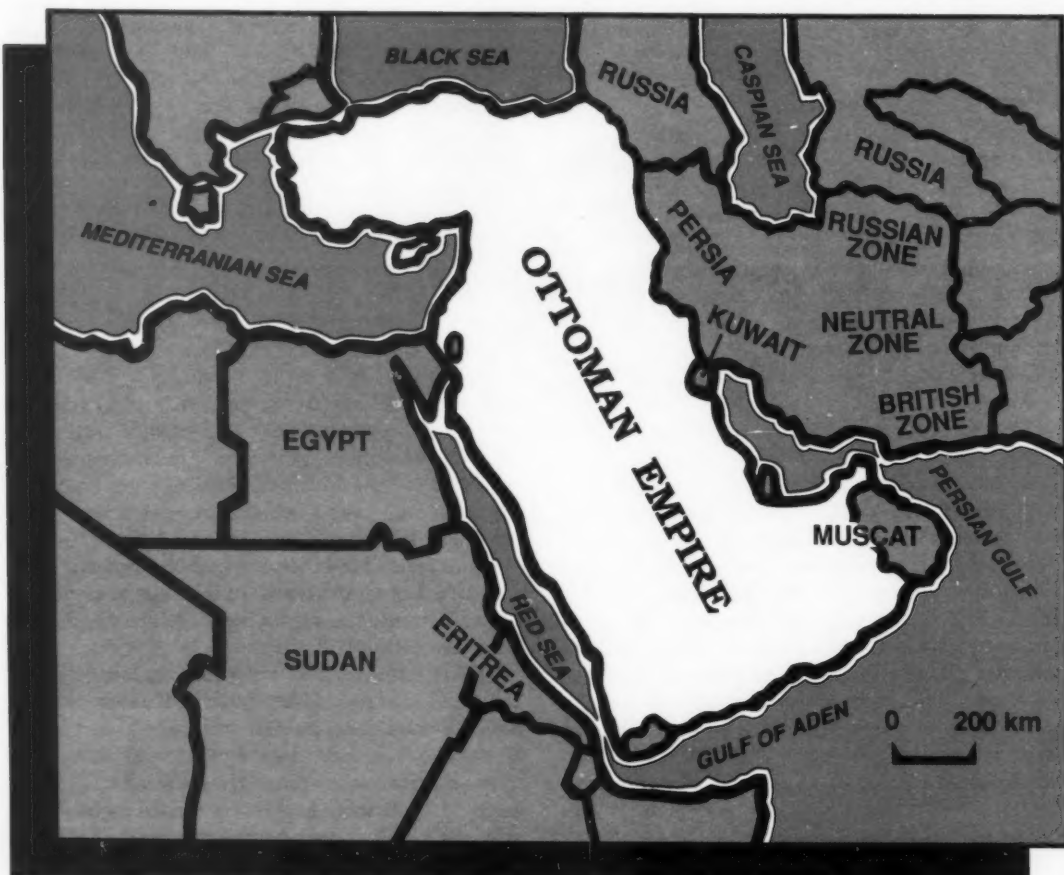 BLACK SEA
RUSSIA
CASPIAN SEA
RUSSIA
MEDITERRANIAN SEA
PERSIA
RUSSIAN
ZONE
OTTOMAN EMPIRE
KUWAIT
NEUTRAL
ZONE
BRITISH
ZONE
EGYPT
PERSIAN GULF
MUSCAT
RED SEA
SUDAN
ERITREA
GULF OF ADEN
0 200 km